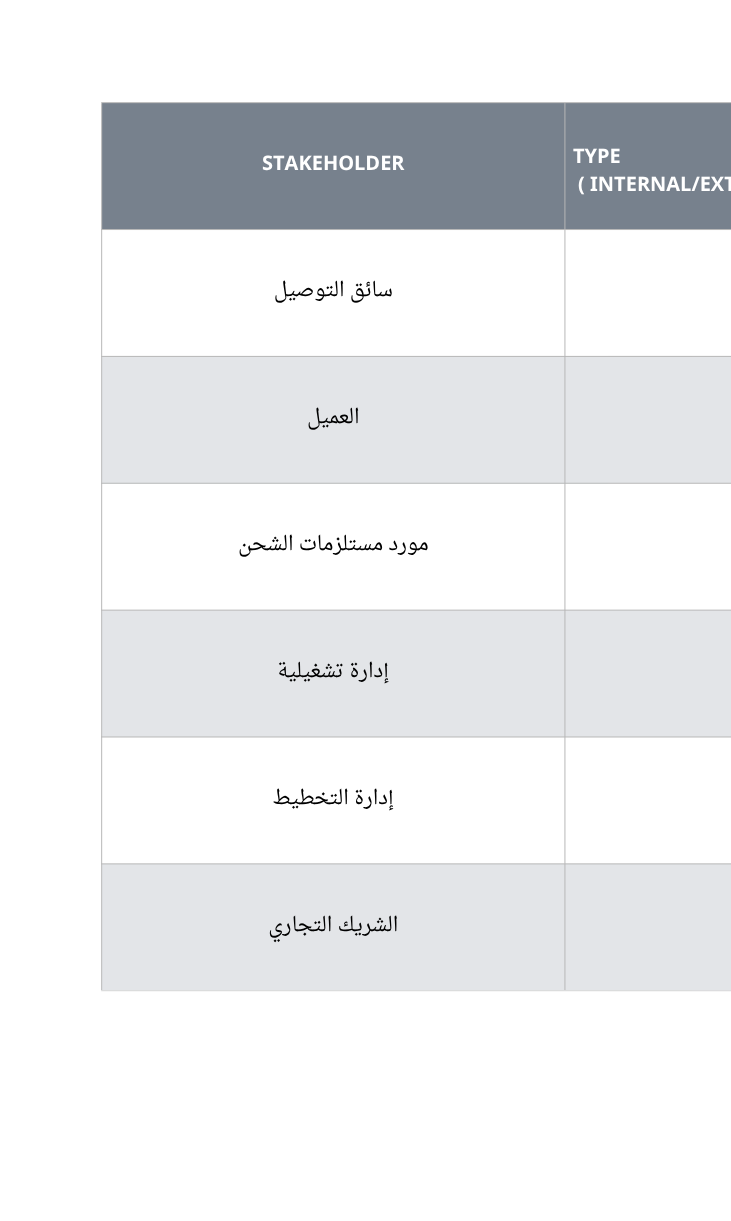 STAKEHOLDER
TYPE
( INTERNAL/EXT
سائق التوصيل
العميل
مورد مستلزمات الشحن
إدارة تشغيلية
إدارة التخطيط
الشريك التجاري